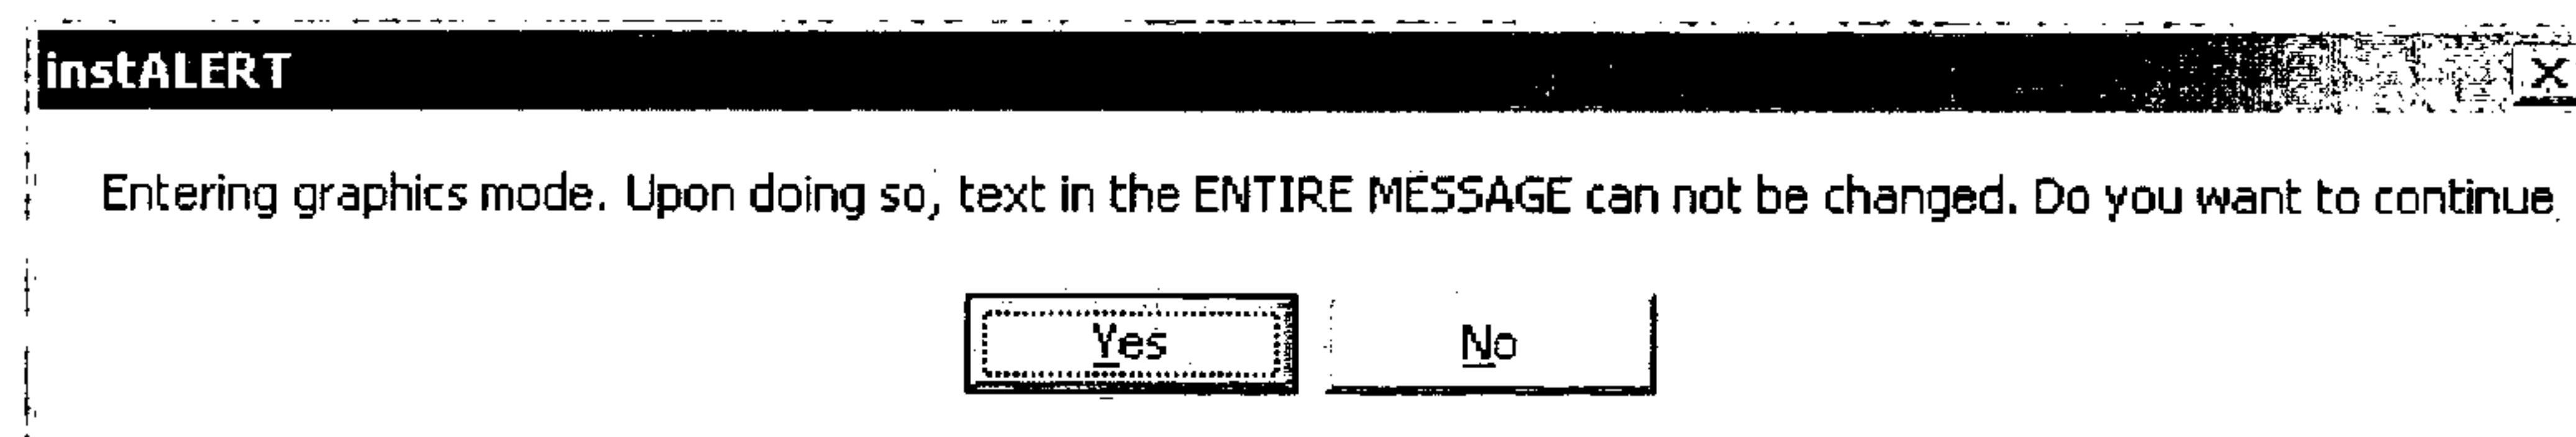 instALERT
Entering graphics mode. Upon doing so, text in the ENTIRE MESSAGE can not be changed. Do you want to continue
Yes
No